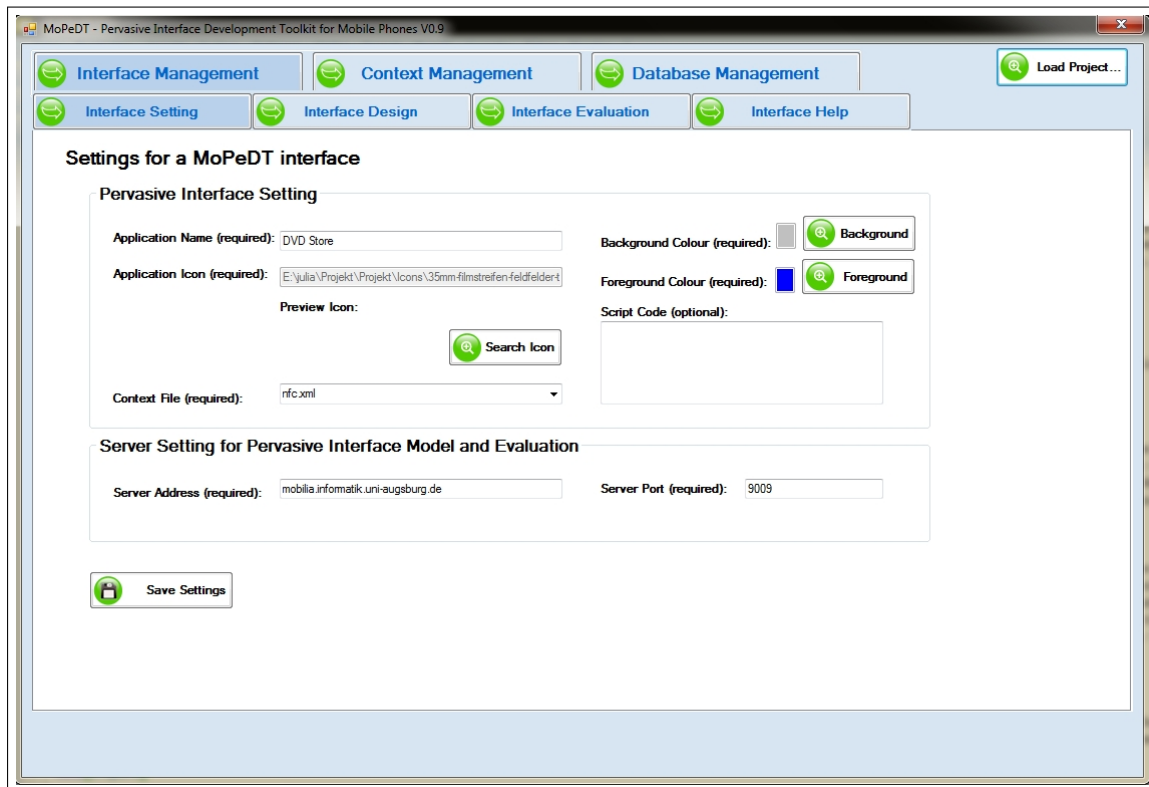 MoPeDT - Pervasive Interface Development Toolkit for Mobile Phones V0.9
Interface Management
Context Management
Database Management
Load Project...
Interface Setting
Interface Design
Interface Evaluation
Interface Help
Settings for a MoPeDT interface
Pervasive Interface Setting
Application Name (required): DVD Store
Background Colour (required): Background
Application Icon (required): E:\julia\Projekt\Projekt\Icons\35mm-filmstreifen-feldfelder-t
Foreground Colour (required): Foreground
Preview Icon:
Script Code (optional):
Search Icon
Context File (required): nfc.xml
Server Setting for Pervasive Interface Model and Evaluation
Server Address (required): mobilia.informatik.uni-augsburg.de
Server Port (required): 9009
Save Settings